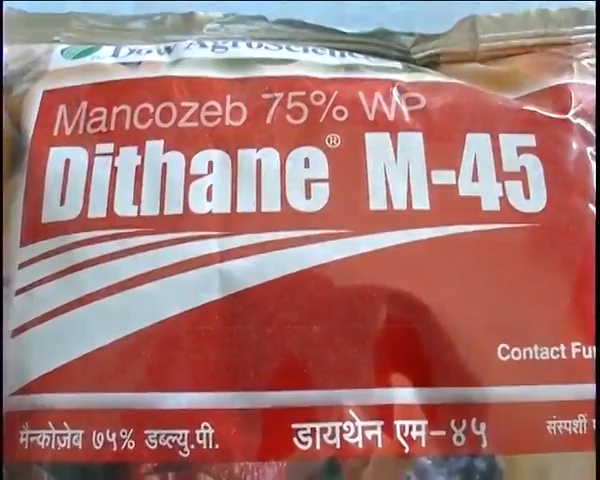 Dow AgroSciences
Mancozeb 75% WP
Dithane® M-45
Contact Fu
मैन्कोज़ेब ७५% डब्ल्यु.पी.
डायथेन एम-४५
संस्पर्शी